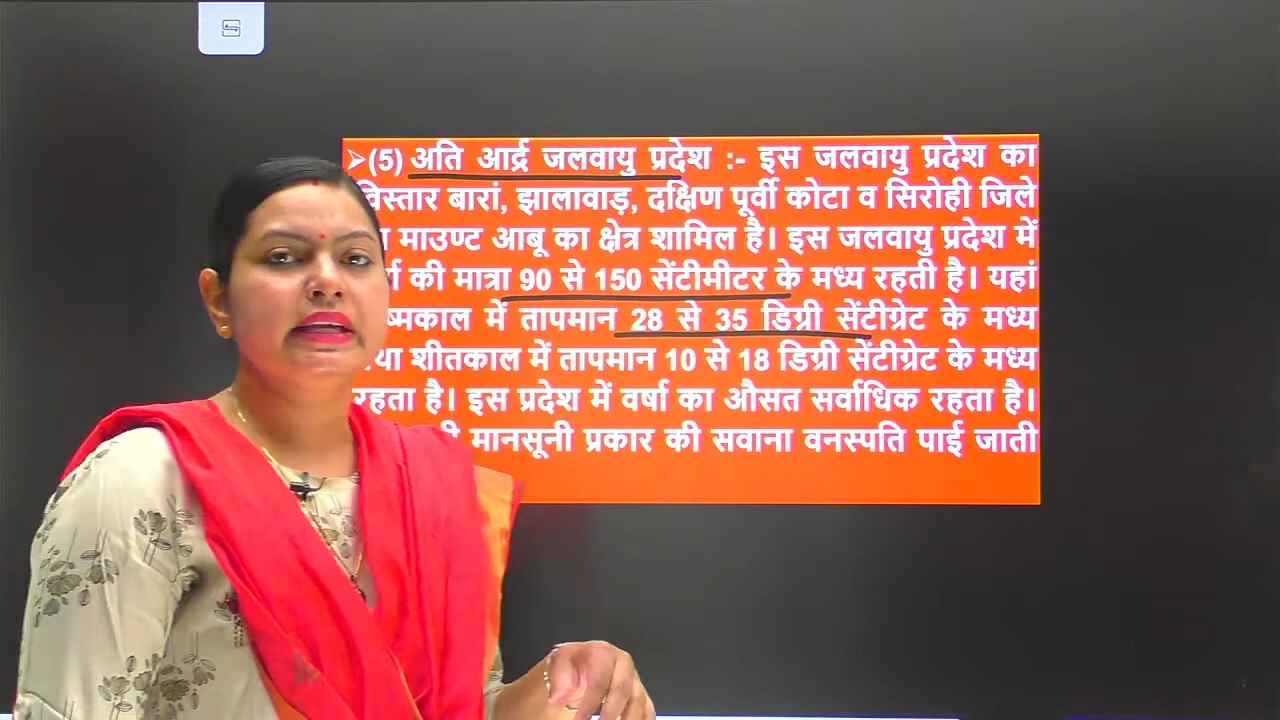 ➢(5) अति आर्द्र जलवायु प्रदेश :- इस जलवायु प्रदेश का
विस्तार बारां, झालावाड़, दक्षिण पूर्वी कोटा व सिरोही जिले
माउण्ट आबू का क्षेत्र शामिल है। इस जलवायु प्रदेश में
की मात्रा 90 से 150 सेंटीमीटर के मध्य रहती है। यहां
में तापमान 28 से 35 डिग्री सेंटीग्रेट के मध्य
शीतकाल में तापमान 10 से 18 डिग्री सेंटीग्रेट के मध्य
रहता है। इस प्रदेश में वर्षा का औसत सर्वाधिक रहता है।
मानसूनी प्रकार की सवाना वनस्पति पाई जाती